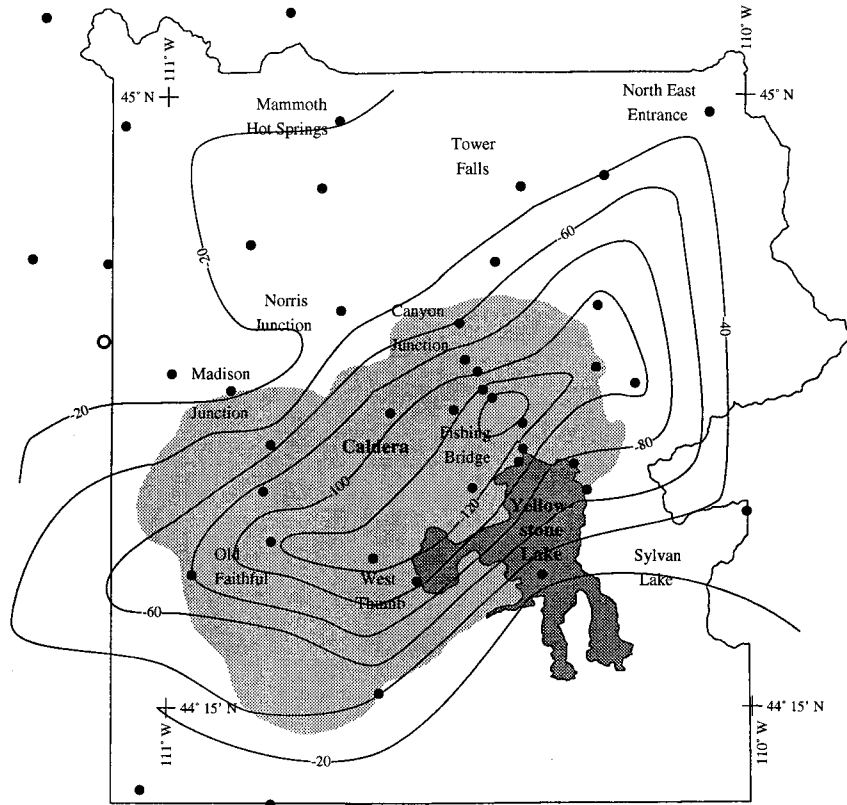 111° W
110° W
45° N
45° N
Mammoth
Hot Springs
North East
Entrance
Tower
Falls
-20
-60
Norris
Junction
Canyon
Junction
-40
Madison
Junction
-20
Caldera
Fishing
Bridge
-80
-100
-120
Yellow-
stone
Lake
Old
Faithful
West
Thumb
Sylvan
Lake
-60
44° 15' N
44° 15' N
111° W
110° W
-20